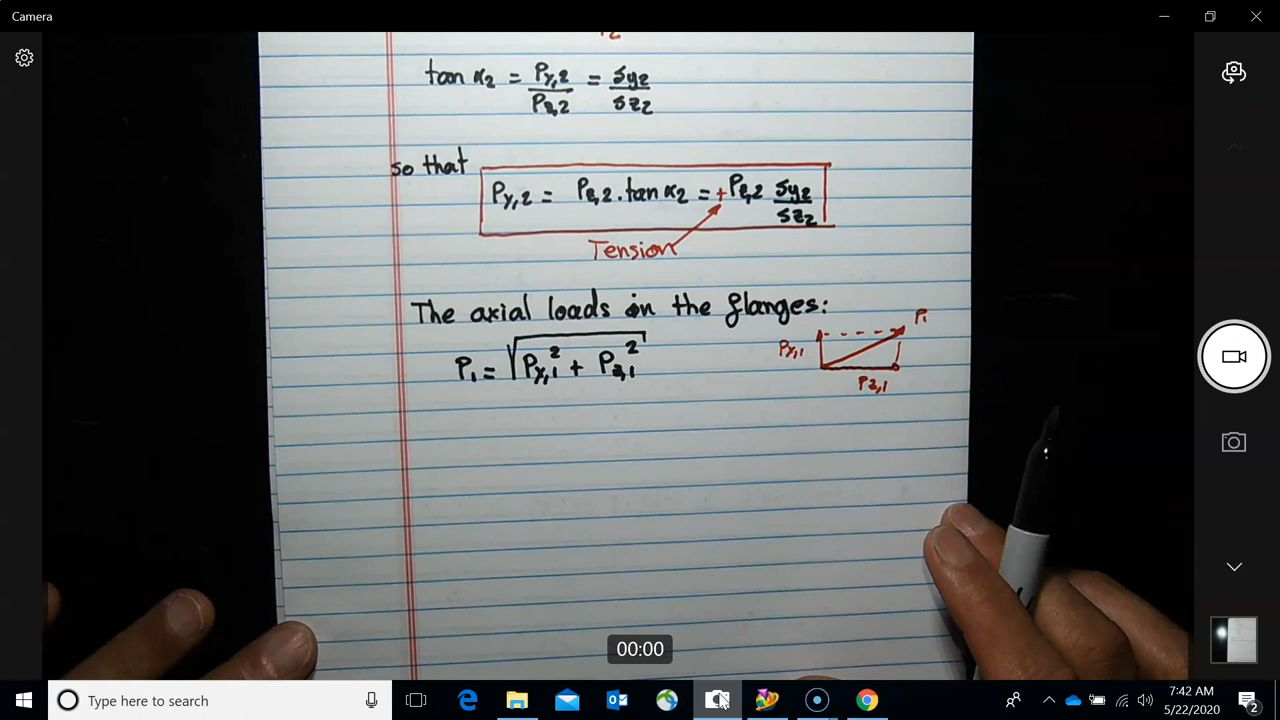 Camera
tan α2 = Py,2 / Pz,2 = δy2 / δz2
so that
Py,2 = Pz,2 . tan α2 = + Pz,2 δy2 / δz2
Tension
The axial loads in the flanges:
P1 = √(Py,1² + Pz,1²)
P1
Py,1
Pz,1
00:00
Type here to search
7:42 AM
5/22/2020
2